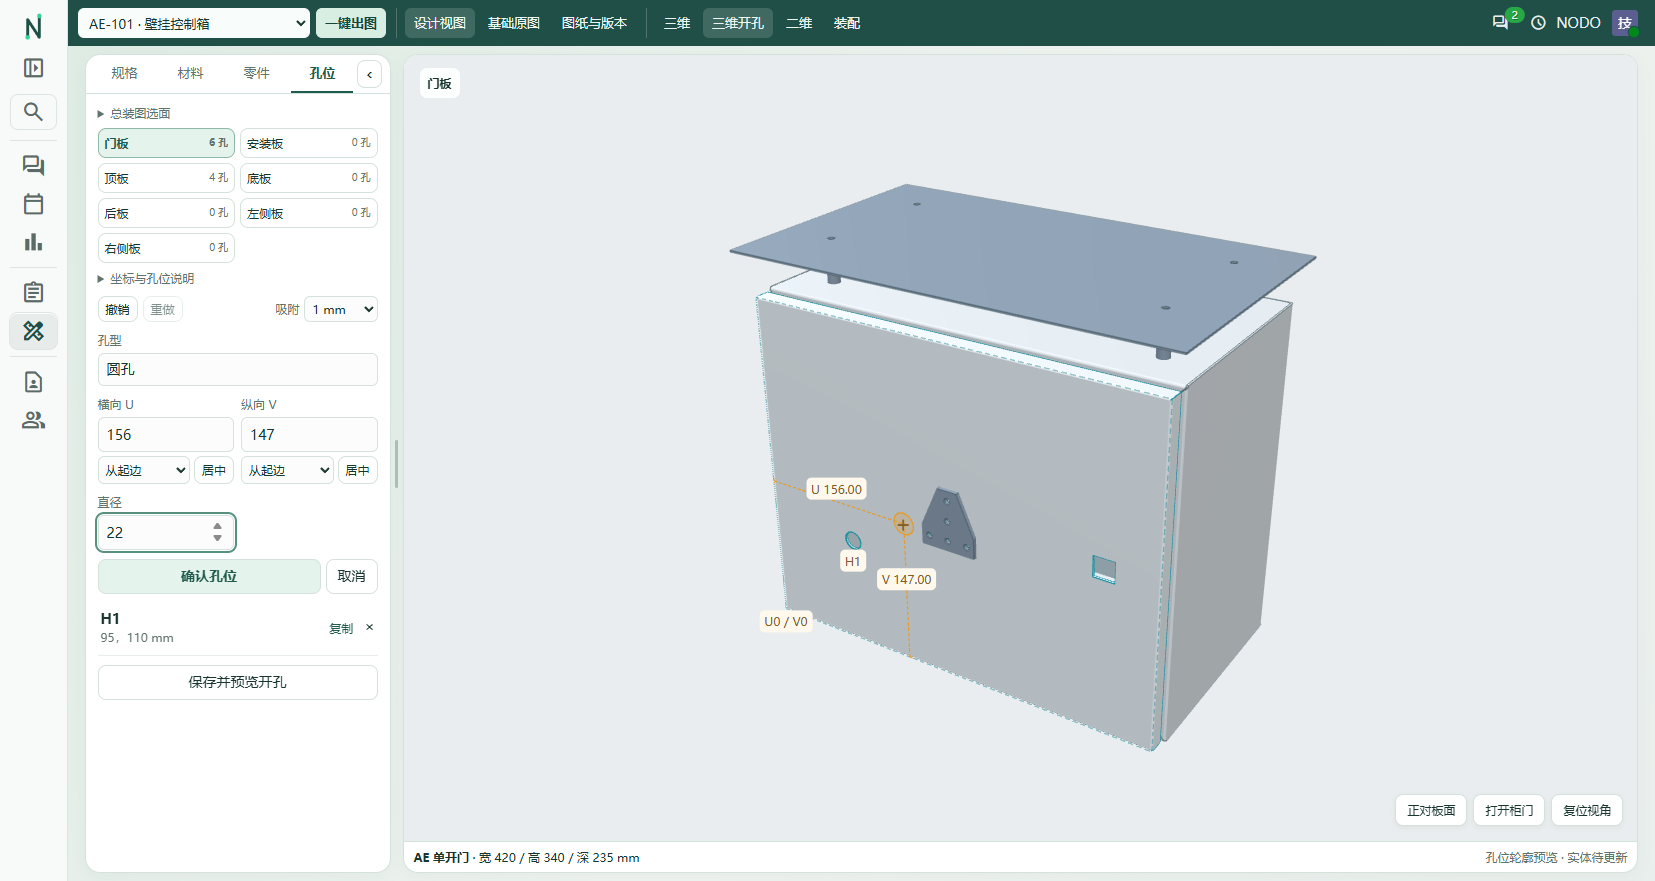 AE-101 · 壁挂控制箱
一键出图
设计视图
基础原图
图纸与版本
三维
三维开孔
二维
装配
2
NODO
技
规格
材料
零件
孔位
总装图选面
门板 6 孔
安装板 0 孔
顶板 4 孔
底板 0 孔
后板 0 孔
左侧板 0 孔
右侧板 0 孔
坐标与孔位说明
撤销
重做
吸附
1 mm
孔型
圆孔
横向 U
纵向 V
156
147
从起边
居中
从起边
居中
直径
22
确认孔位
取消
H1
95，110 mm
复制
×
保存并预览开孔
门板
U 156.00
H1
V 147.00
U0 / V0
正对板面
打开柜门
复位视角
AE 单开门 · 宽 420 / 高 340 / 深 235 mm
孔位轮廓预览 · 实体待更新